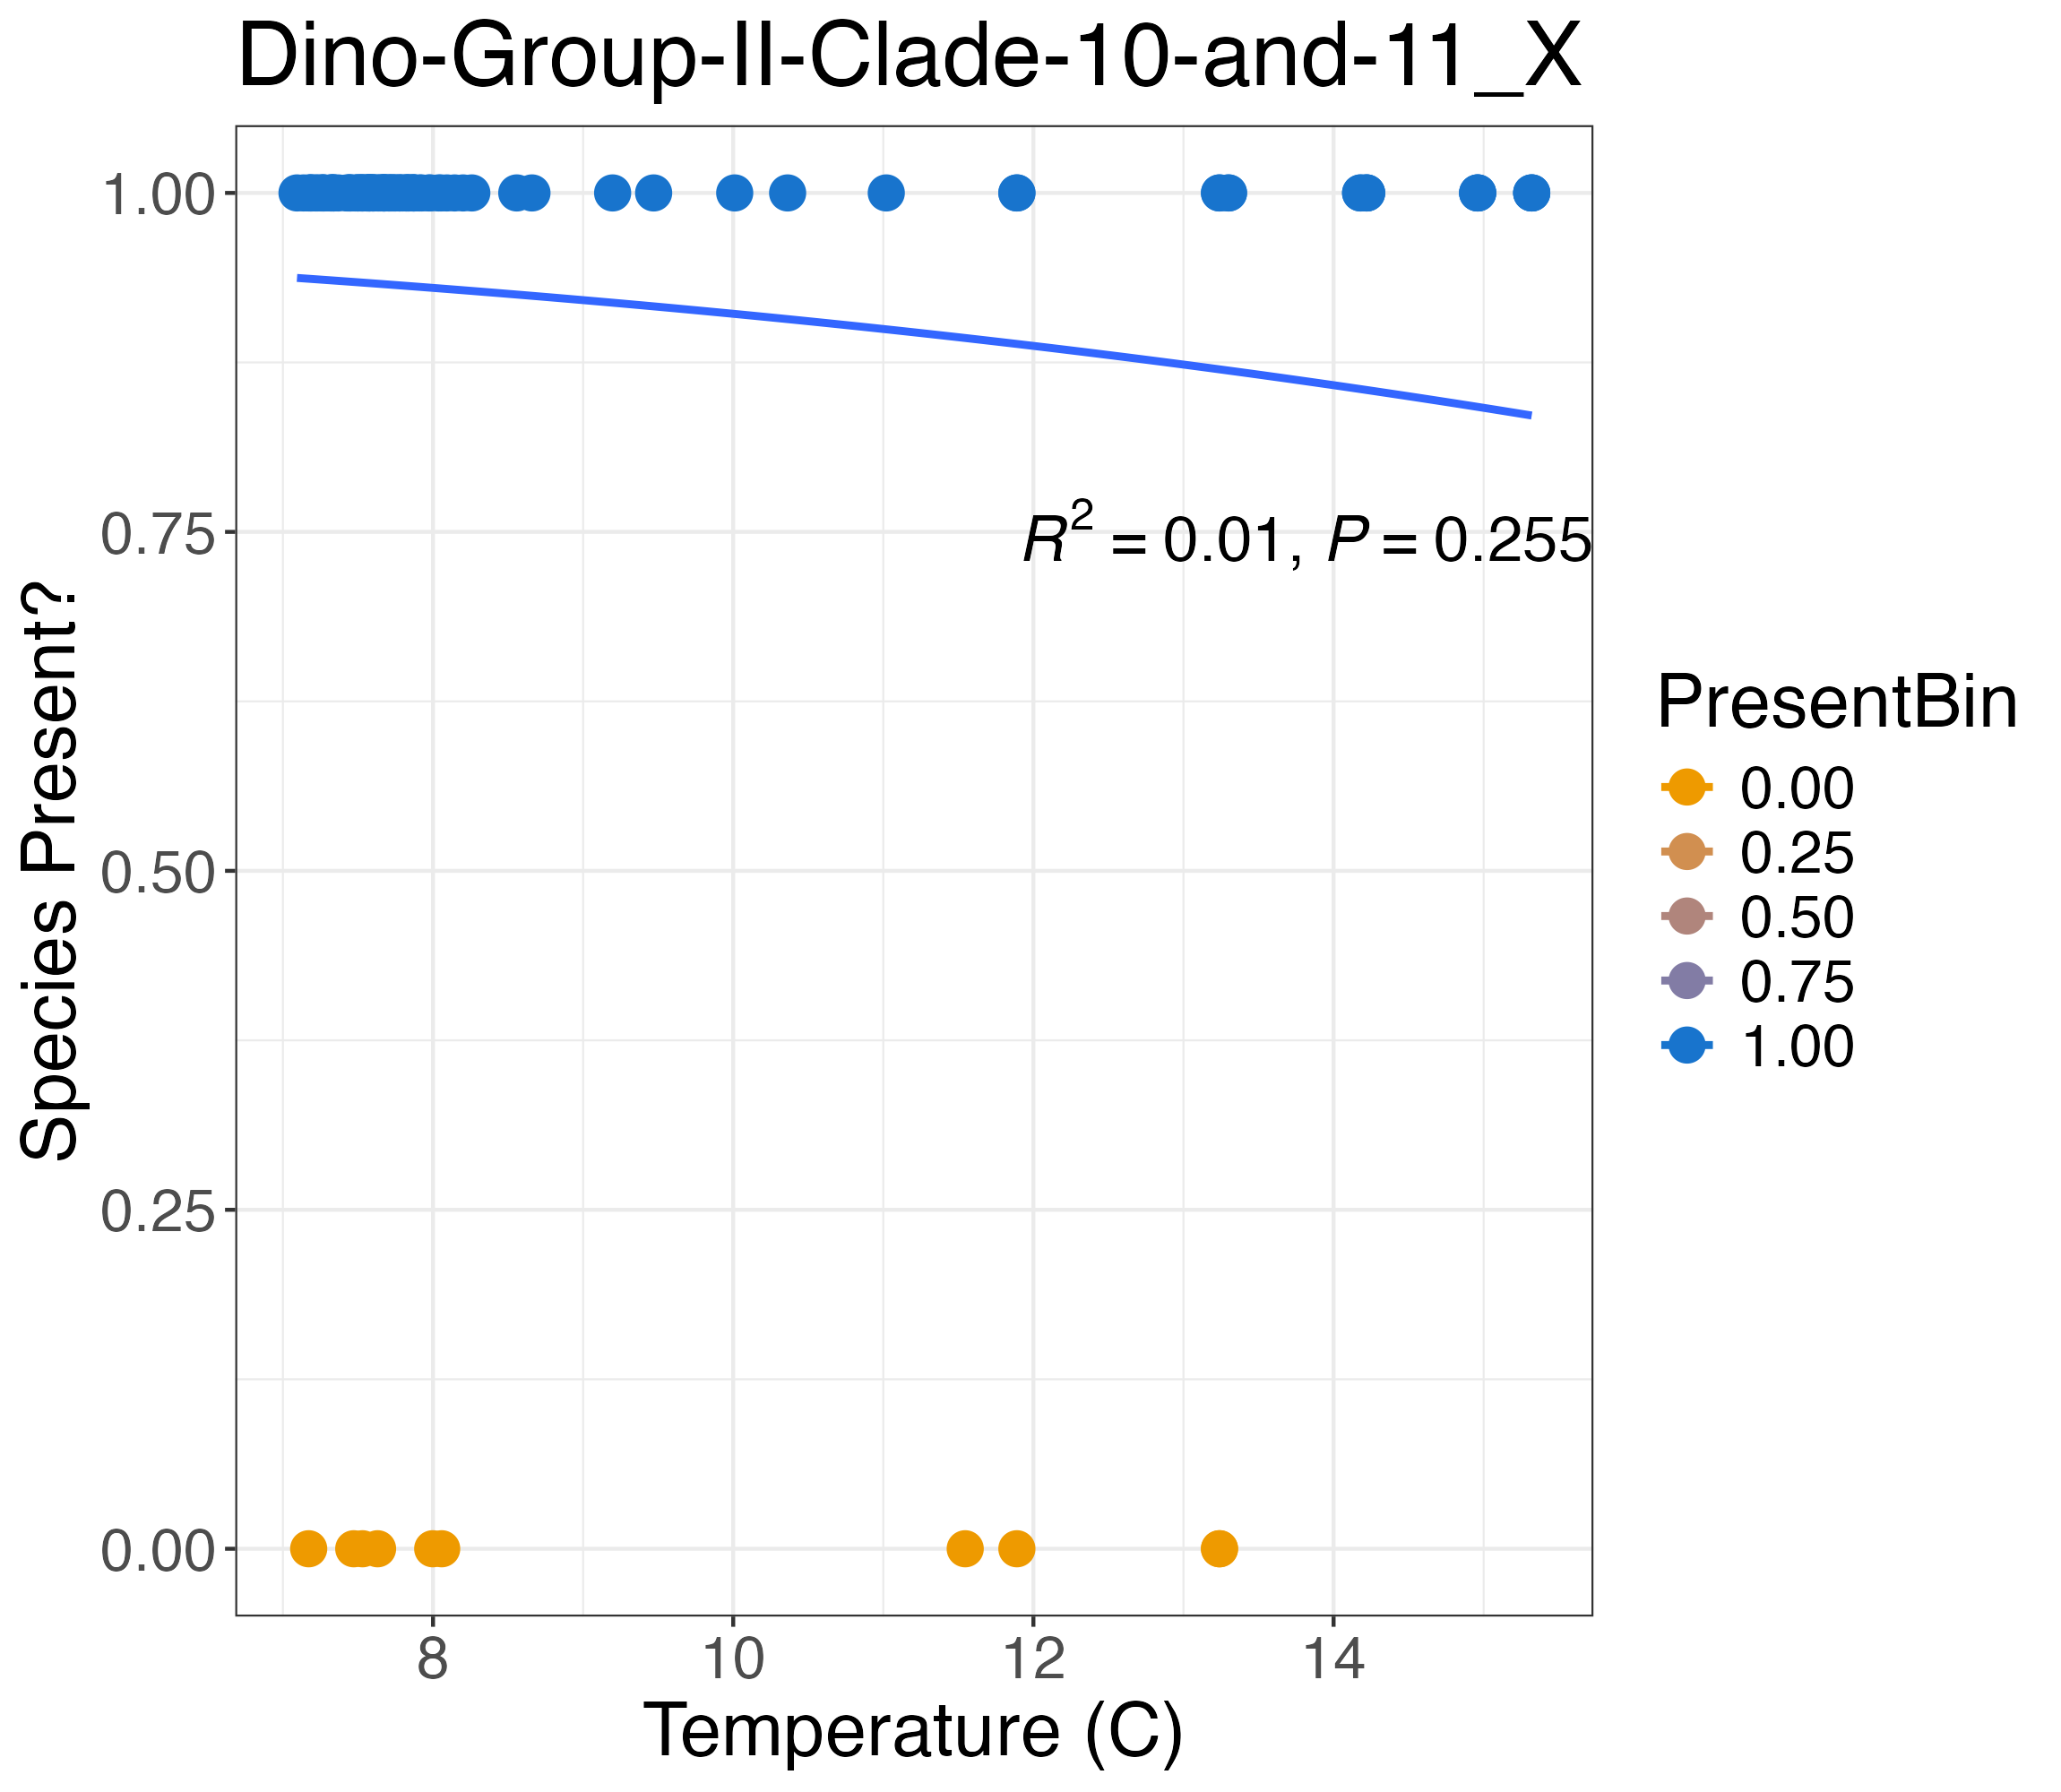 Dino-Group-II-Clade-10-and-11_X
1.00
0.75
0.50
0.25
0.00
Species Present?
R² = 0.01, P = 0.255
8 10 12 14
Temperature (C)
PresentBin
0.00
0.25
0.50
0.75
1.00